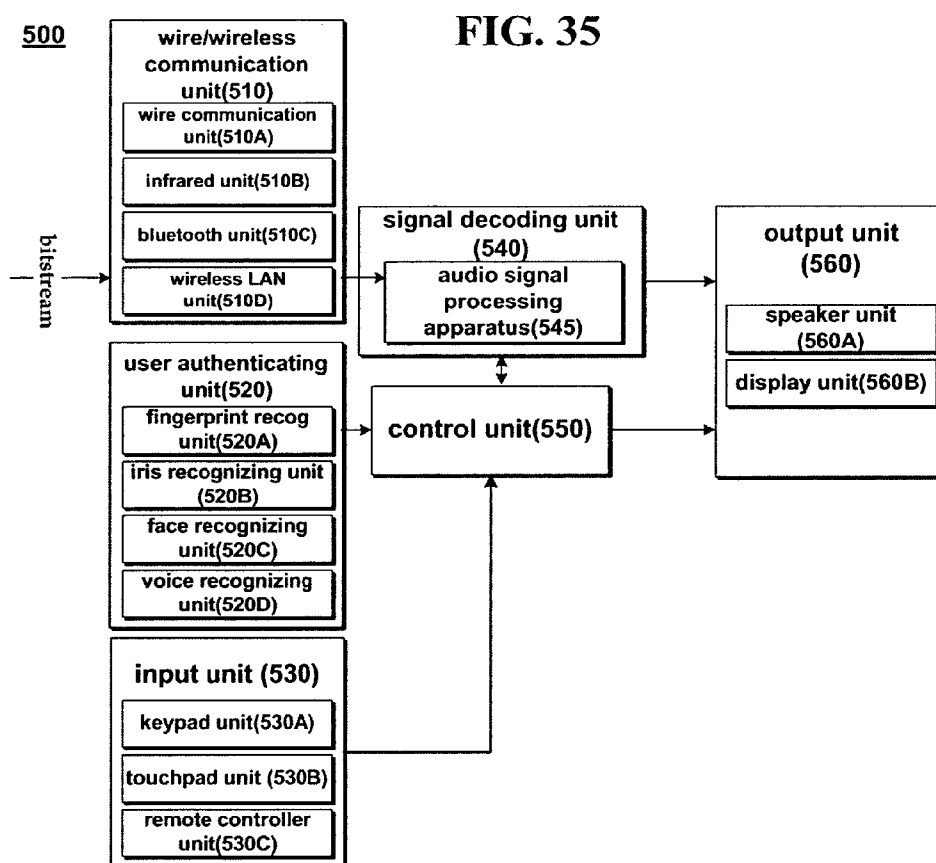 500
FIG. 35
wire/wireless
communication
unit(510)
wire communication
unit(510A)
infrared unit(510B)
bluetooth unit(510C)
wireless LAN
unit(510D)
bitstream
signal decoding unit
(540)
audio signal
processing
apparatus(545)
output unit
(560)
speaker unit
(560A)
display unit(560B)
user authenticating
unit(520)
fingerprint recog
unit(520A)
iris recognizing unit
(520B)
face recognizing
unit(520C)
voice recognizing
unit(520D)
control unit(550)
input unit (530)
keypad unit(530A)
touchpad unit (530B)
remote controller
unit(530C)